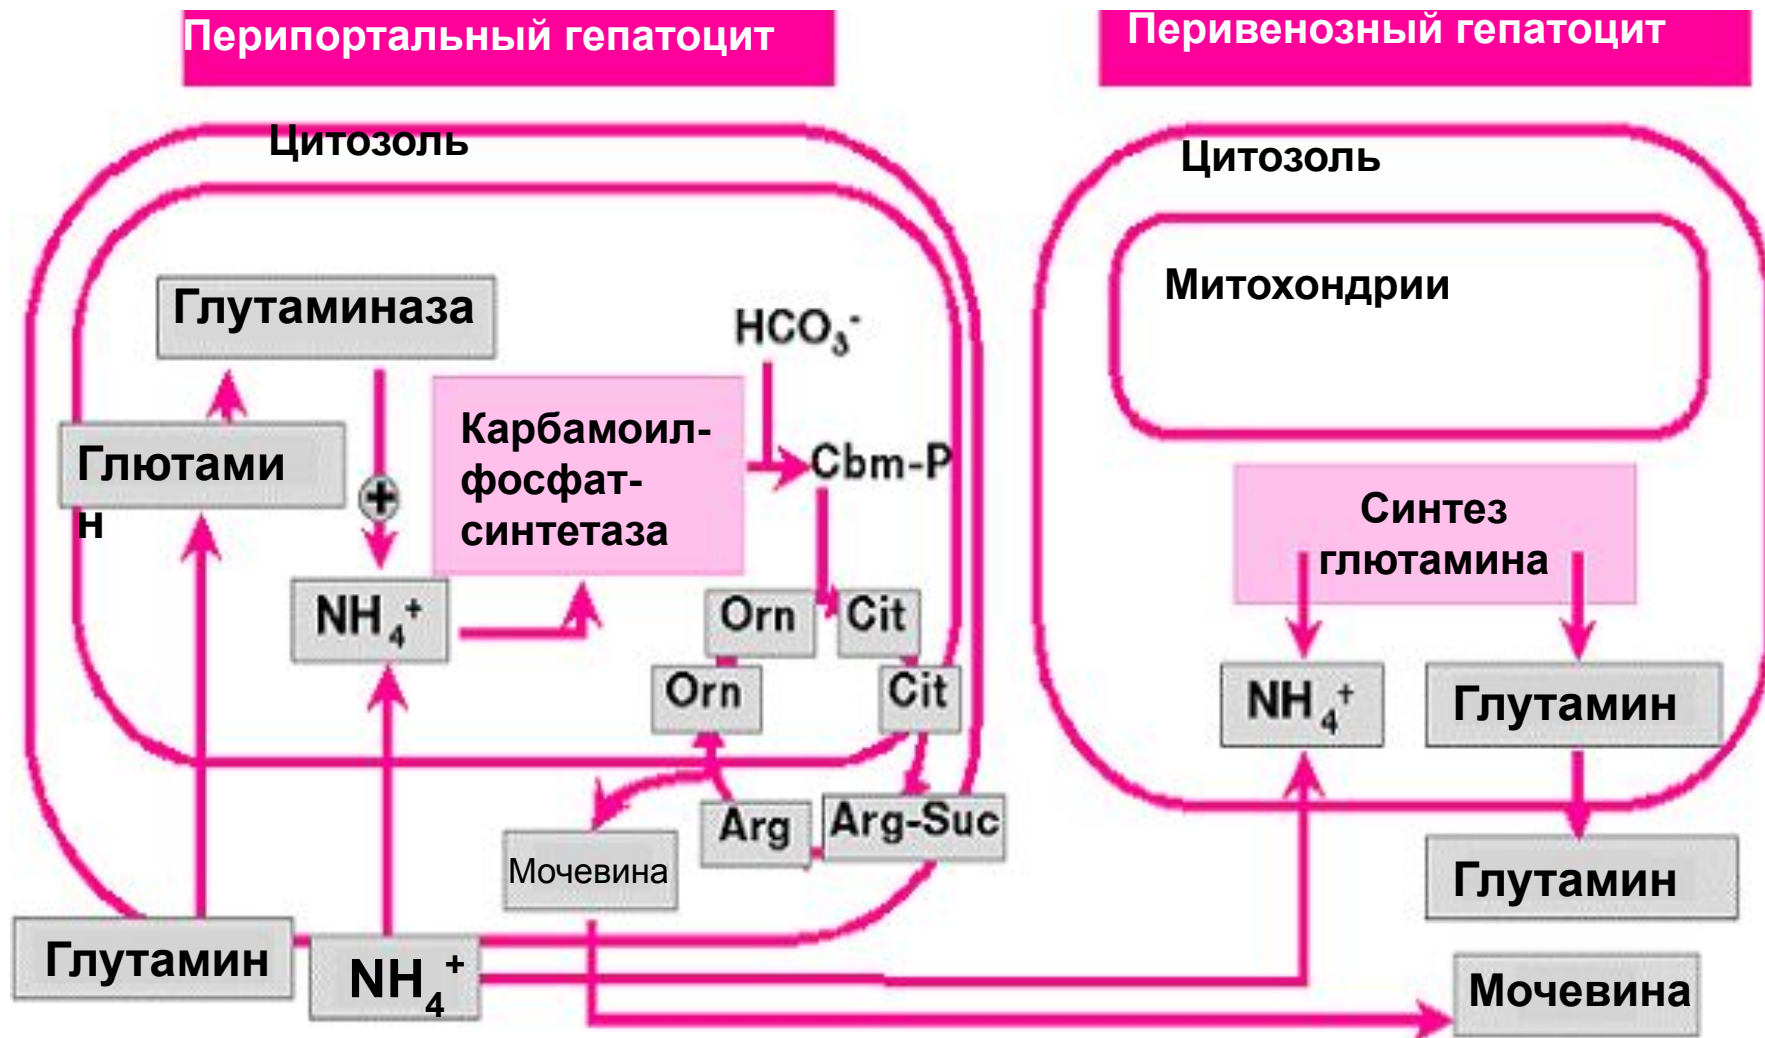 Перипортальный гепатоцит
Перивенозный гепатоцит
Цитозоль
Глутаминаза
HCO₃⁻
Глютами
н
+
Карбамоил-
фосфат-
синтетаза
Cbm-P
NH₄⁺
Orn
Cit
Orn
Cit
Arg
Arg-Suc
Мочевина
Глутамин
NH₄⁺
Цитозоль
Митохондрии
Синтез
глютамина
NH₄⁺
Глутамин
Глутамин
Мочевина